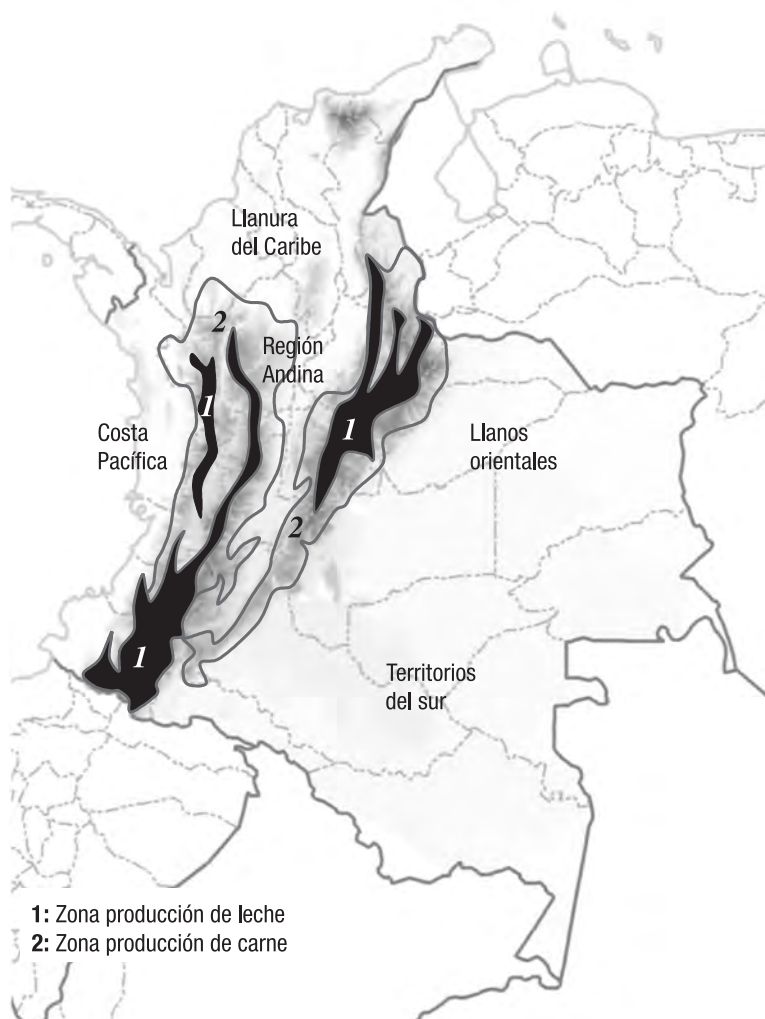 Llanura
del Caribe
2
Región
Andina
1
Costa
Pacífica
1
Llanos
orientales
2
1
Territorios
del sur
1: Zona producción de leche
2: Zona producción de carne